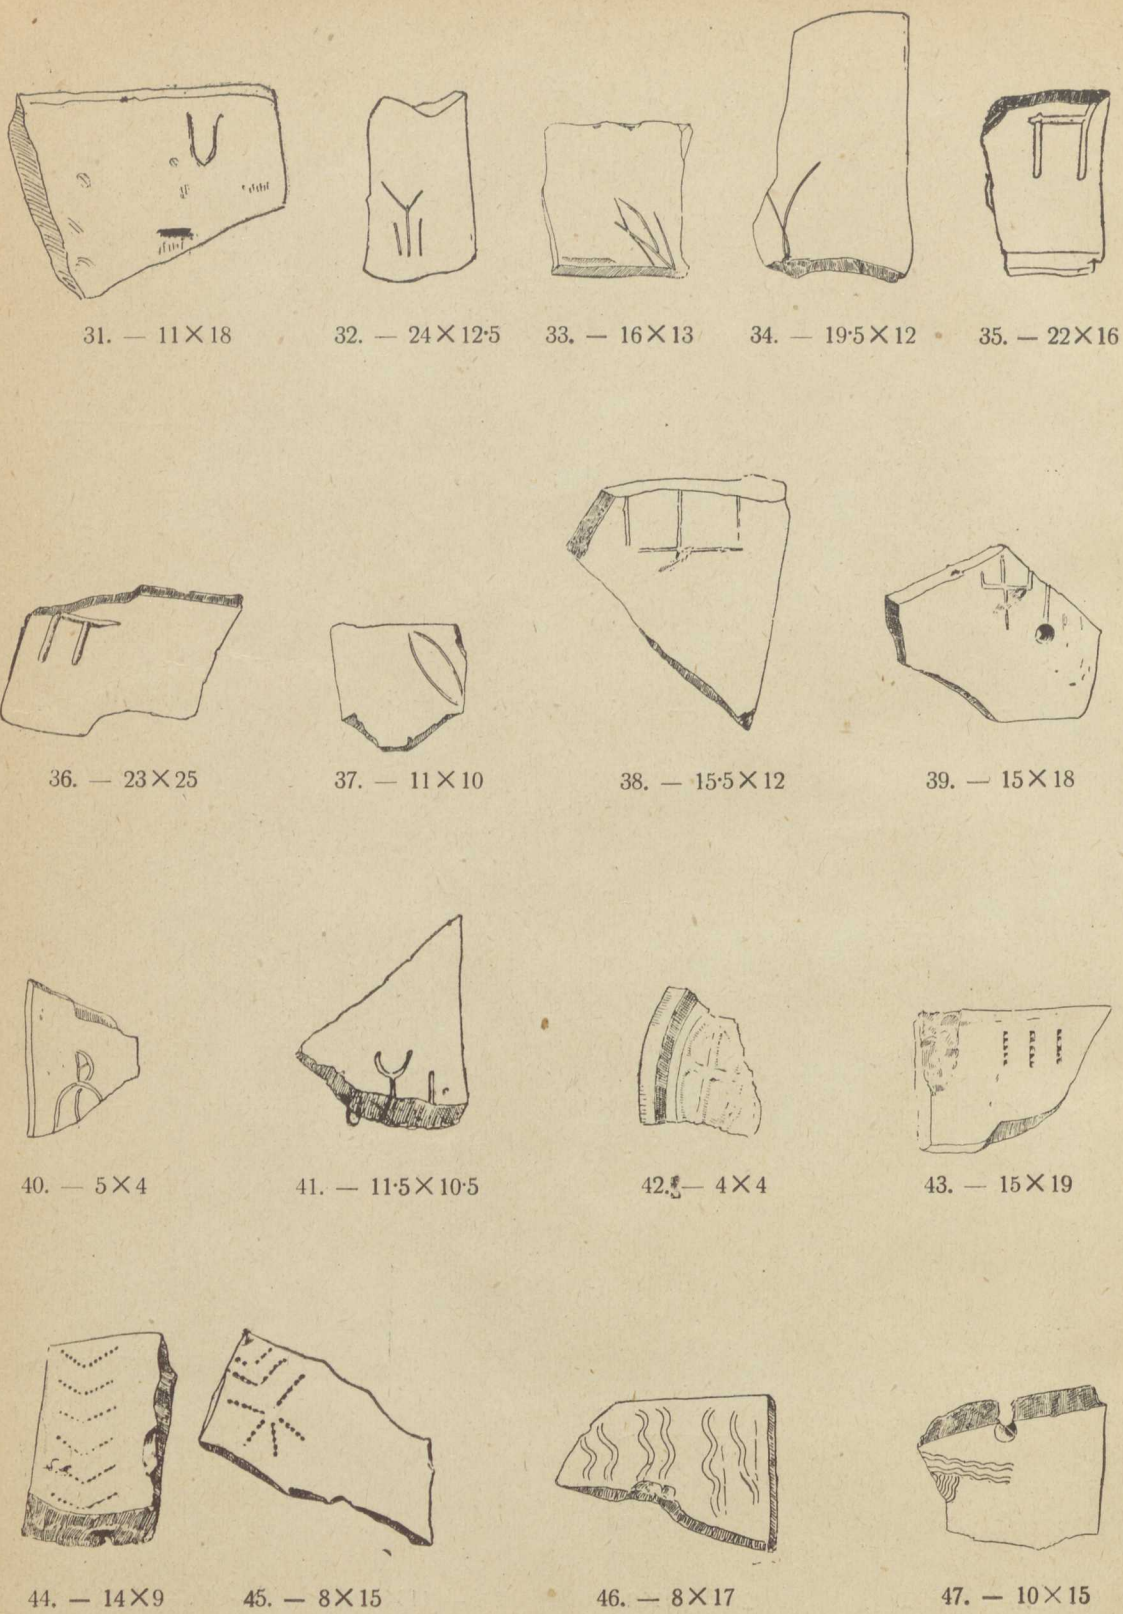 31. — 11×18 32. — 24×12·5 33. — 16×13 34. — 19·5×12 35. — 22×16
36. — 23×25 37. — 11×10 38. — 15·5×12 39. — 15×18
40. — 5×4 41. — 11·5×10·5 42. — 4×4 43. — 15×19
44. — 14×9 45. — 8×15 46. — 8×17 47. — 10×15